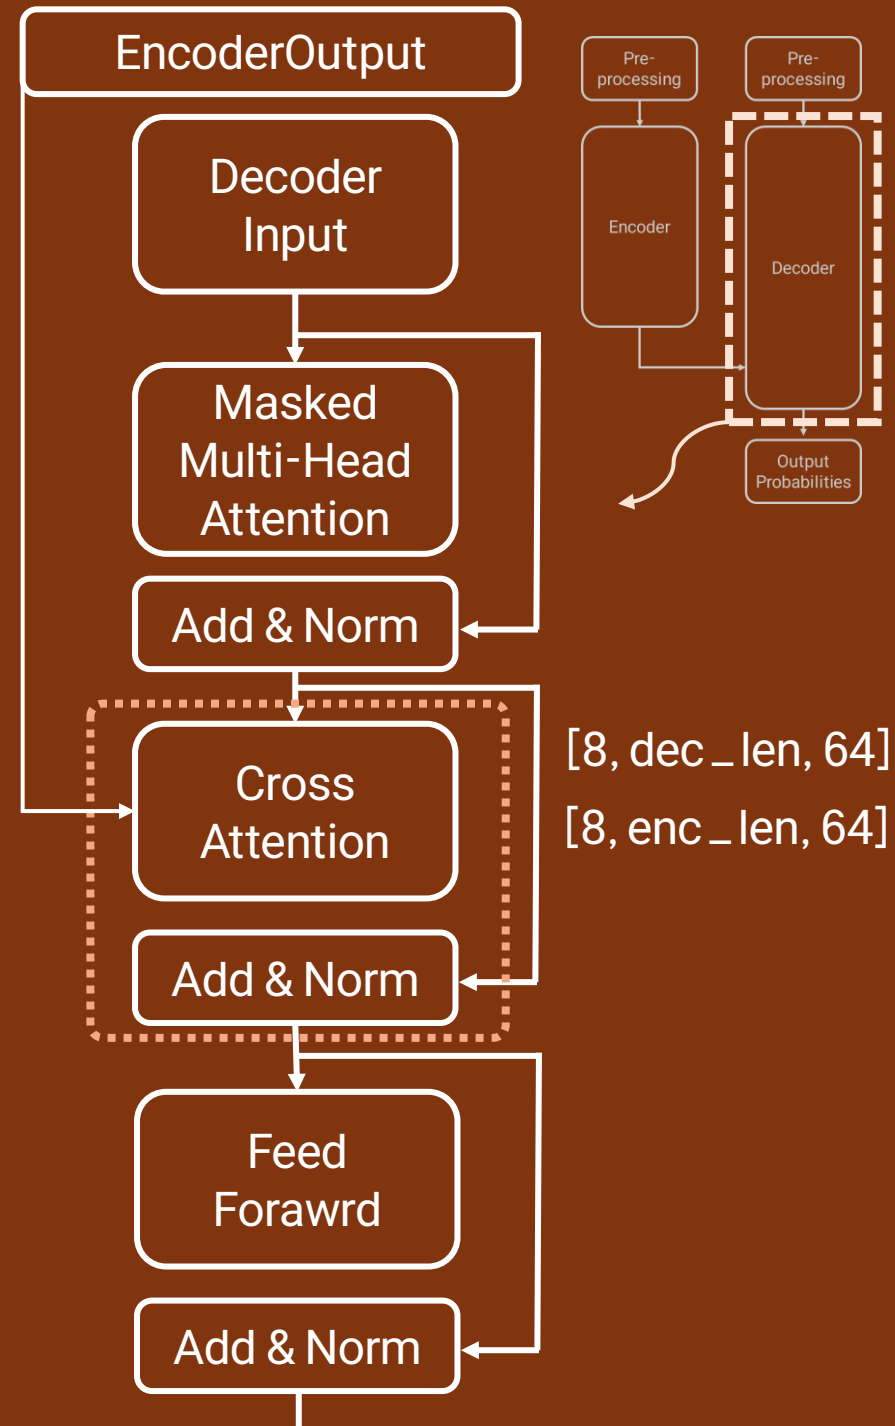 EncoderOutput
Decoder
Input
Masked
Multi-Head
Attention
Add & Norm
Cross
Attention
Add & Norm
Feed
Forawrd
Add & Norm
Pre-
processing
Pre-
processing
Encoder
Decoder
Output
Probabilities
[8, dec_len, 64]
[8, enc_len, 64]